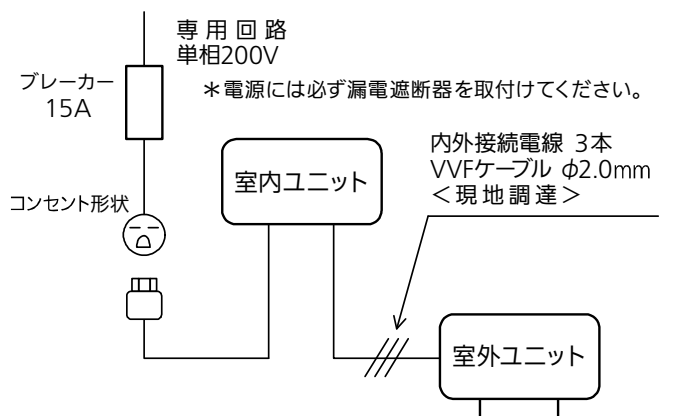 専用回路
単相200V
ブレーカー
15A
＊電源には必ず漏電遮断器を取付けてください。
内外接続電線 3本
VVFケーブル φ2.0mm
＜現地調達＞
室内ユニット
コンセント形状
室外ユニット